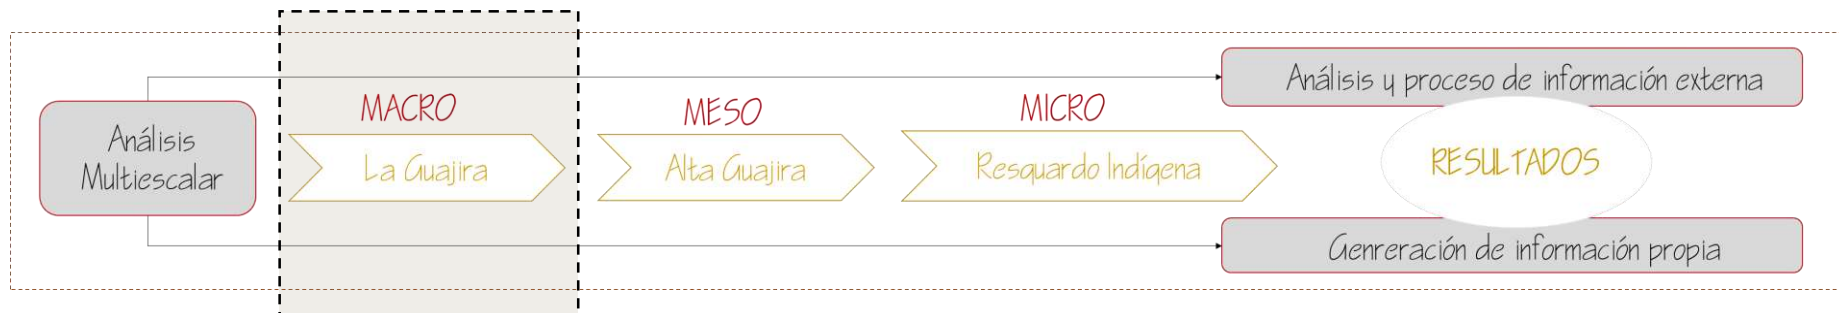 Análisis
Multiescalar
MACRO
La Guajira
MESO
Alta Guajira
MICRO
Resguardo Indígena
Análisis y proceso de información externa
RESULTADOS
Genreración de información propia